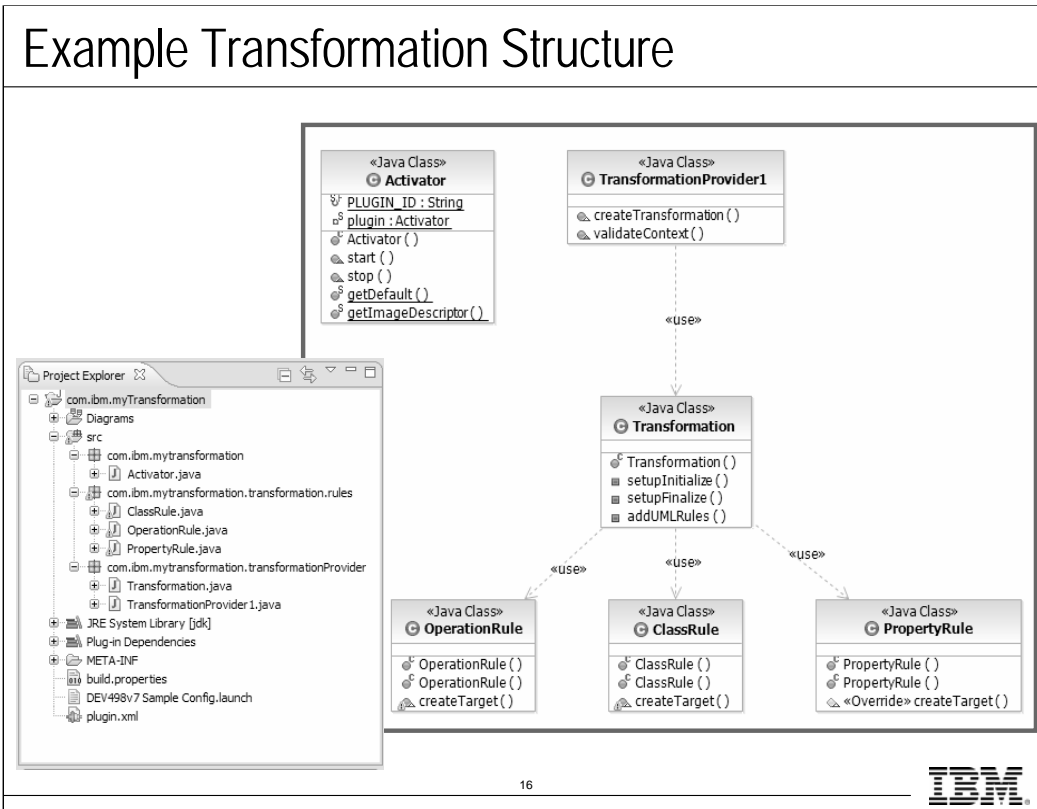 Example Transformation Structure
«Java Class»
Activator
PLUGIN_ID : String
plugin : Activator
Activator ( )
start ( )
stop ( )
getDefault ( )
getImageDescriptor ( )
«Java Class»
TransformationProvider1
createTransformation ( )
validateContext ( )
«use»
«Java Class»
Transformation
Transformation ( )
setupInitialize ( )
setupFinalize ( )
addUMLRules ( )
«use»
«use»
«use»
«Java Class»
OperationRule
OperationRule ( )
OperationRule ( )
createTarget ( )
«Java Class»
ClassRule
ClassRule ( )
ClassRule ( )
createTarget ( )
«Java Class»
PropertyRule
PropertyRule ( )
PropertyRule ( )
«Override» createTarget ( )
Project Explorer
com.ibm.myTransformation
Diagrams
src
com.ibm.mytransformation
Activator.java
com.ibm.mytransformation.transformation.rules
ClassRule.java
OperationRule.java
PropertyRule.java
com.ibm.mytransformation.transformationProvider
Transformation.java
TransformationProvider1.java
JRE System Library [jdk]
Plug-in Dependencies
META-INF
build.properties
DEV498v7 Sample Config.launch
plugin.xml
16
IBM.